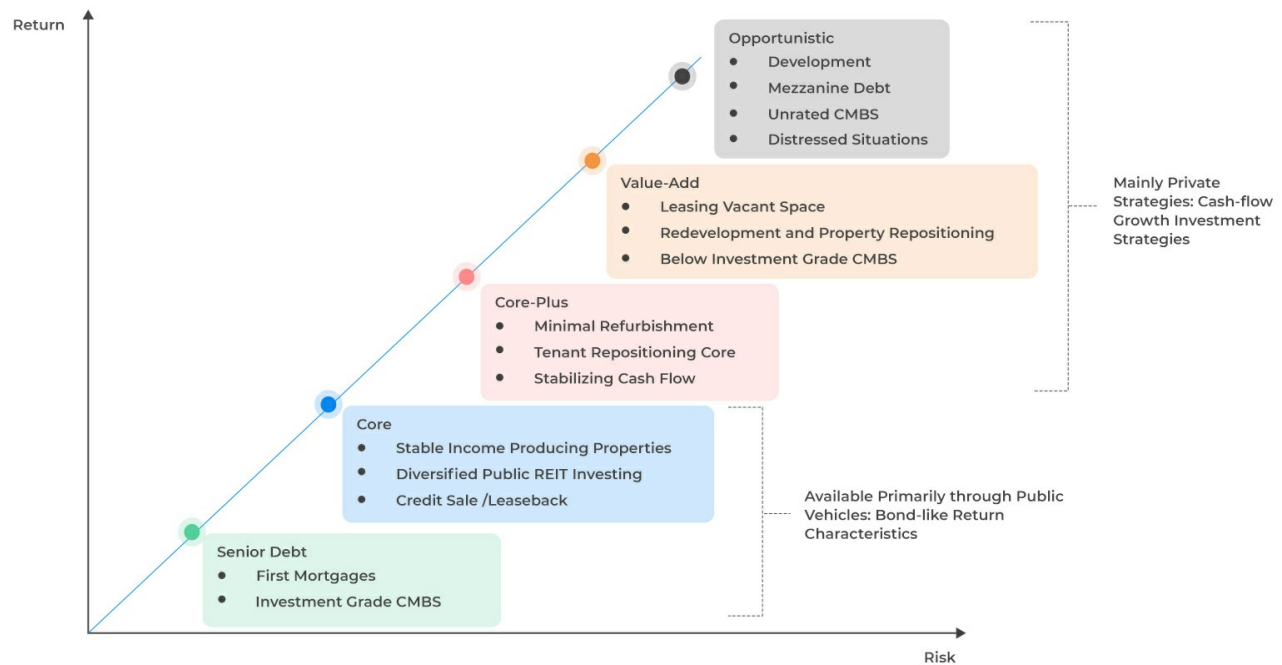 Return
Opportunistic
● Development
● Mezzanine Debt
● Unrated CMBS
● Distressed Situations
Value-Add
● Leasing Vacant Space
● Redevelopment and Property Repositioning
● Below Investment Grade CMBS
Mainly Private
Strategies: Cash-flow
Growth Investment
Strategies
Core-Plus
● Minimal Refurbishment
● Tenant Repositioning Core
● Stabilizing Cash Flow
Core
● Stable Income Producing Properties
● Diversified Public REIT Investing
● Credit Sale /Leaseback
Available Primarily through Public
Vehicles: Bond-like Return
Characteristics
Senior Debt
● First Mortgages
● Investment Grade CMBS
Risk